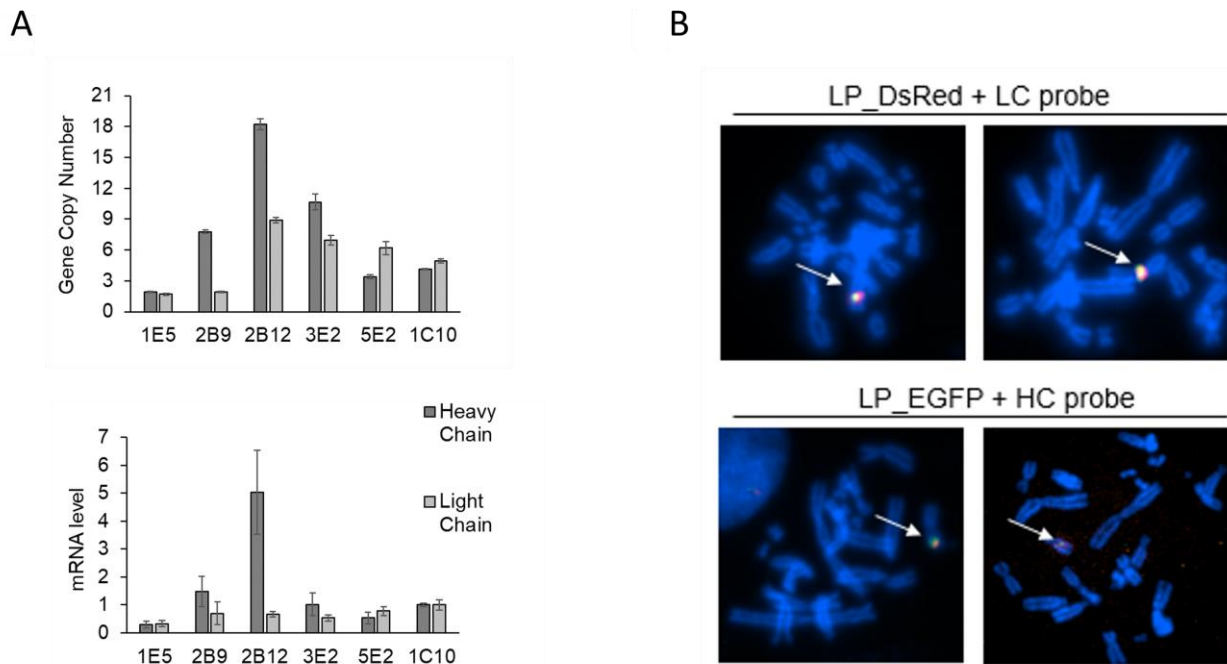 A
B
21
18
15
12
9
6
3
0
Gene Copy Number
1E5 2B9 2B12 3E2 5E2 1C10
7
6
5
4
3
2
1
0
mRNA level
Heavy
Chain
Light
Chain
1E5 2B9 2B12 3E2 5E2 1C10
LP_DsRed + LC probe
LP_EGFP + HC probe